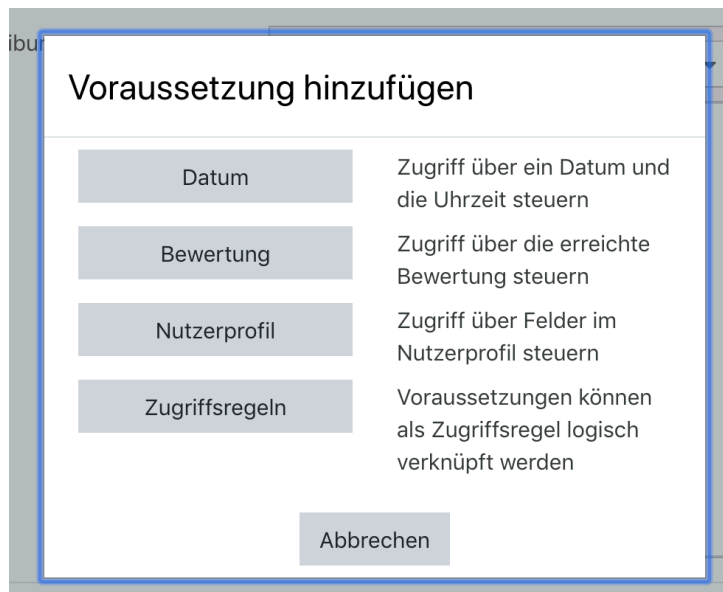 Voraussetzung hinzufügen
Datum
Zugriff über ein Datum und
die Uhrzeit steuern
Bewertung
Zugriff über die erreichte
Bewertung steuern
Nutzerprofil
Zugriff über Felder im
Nutzerprofil steuern
Zugriffsregeln
Voraussetzungen können
als Zugriffsregel logisch
verknüpft werden
Abbrechen